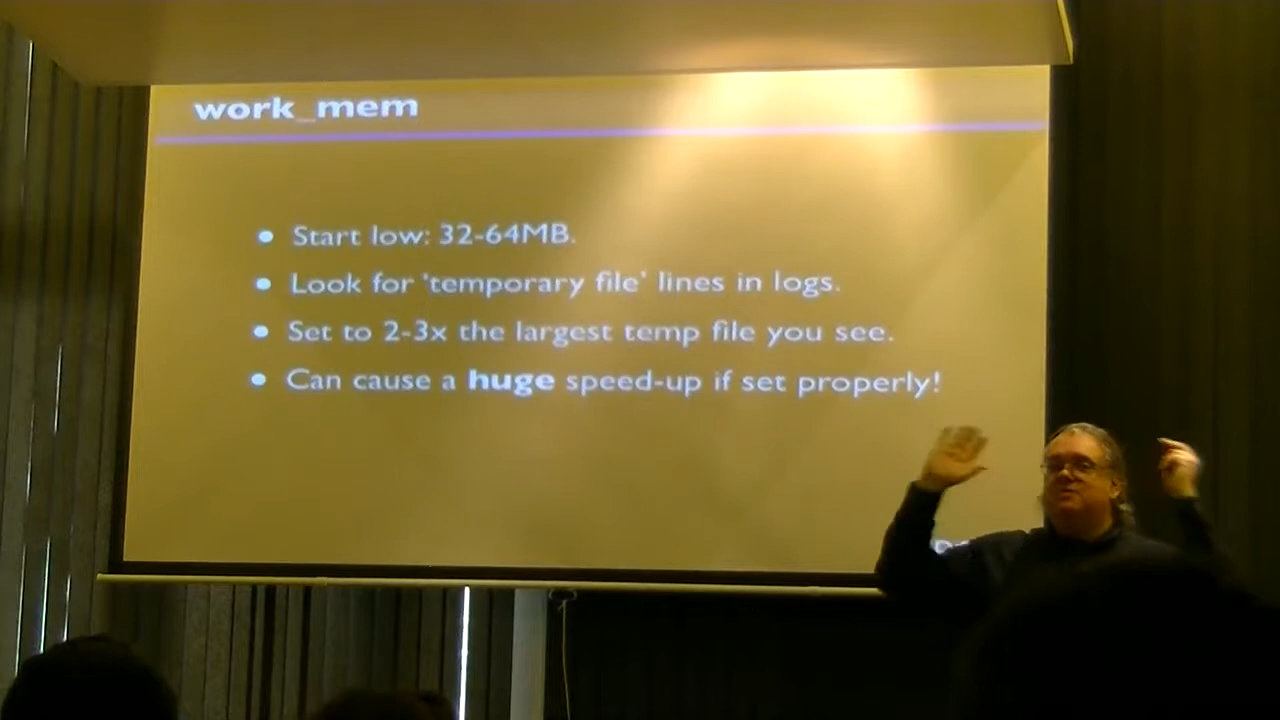 work_mem
• Start low: 32-64MB.
• Look for 'temporary file' lines in logs.
• Set to 2-3x the largest temp file you see.
• Can cause a huge speed-up if set properly!